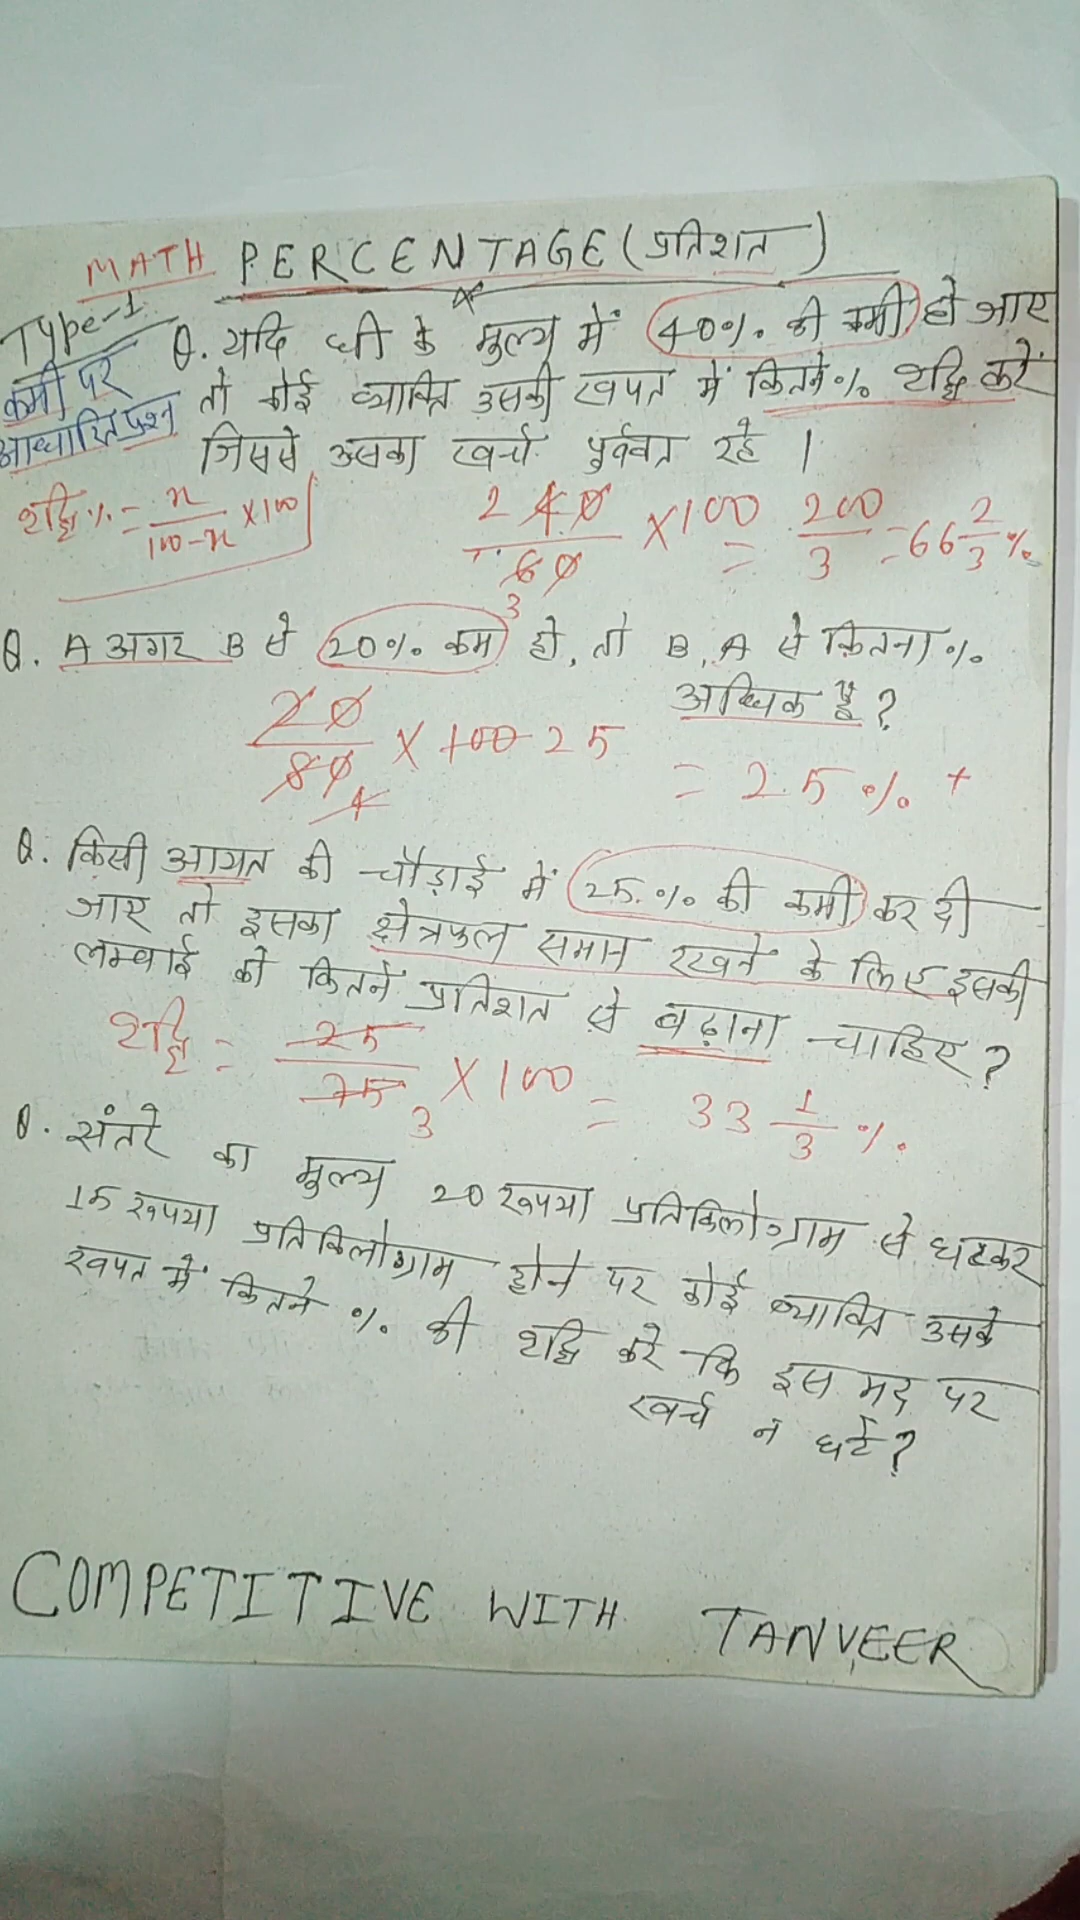 MATH PERCENTAGE (प्रतिशत)
Type-1
कमी पर
आधारित प्रश्न
Q. यदि घी के मुल्य में 40% की कमी हो जाए
तो कोई व्यक्ति उसकी खपत में कितने % वृद्धि करें
जिससे उसका खर्च पुर्ववत रहे ।
वृद्धि % = x/100-x × 100
2 40/60 3 × 100 = 200/3 = 66 2/3 %
Q. A अगर B से 20% कम हो, तो B, A से कितना %
अधिक है ?
20/80 4 × 100 25 = 25% +
Q. किसी आयत की चौड़ाई में 25% की कमी कर दी
जाए तो इसका क्षेत्रफल समान रखने के लिए इसकी
लम्बाई को कितने प्रतिशत से बढ़ाना चाहिए ?
वृद्धि = 25/75 3 × 100 = 33 1/3 %
Q. संतरे का मुल्य 20 रूपया प्रतिकिलोग्राम से घटकर
15 रूपया प्रतिकिलोग्राम होने पर कोई व्यक्ति उसके
खपत में कितने % की वृद्धि करे कि इस मद पर
खर्च न घटे ?
COMPETITIVE WITH TANVEER